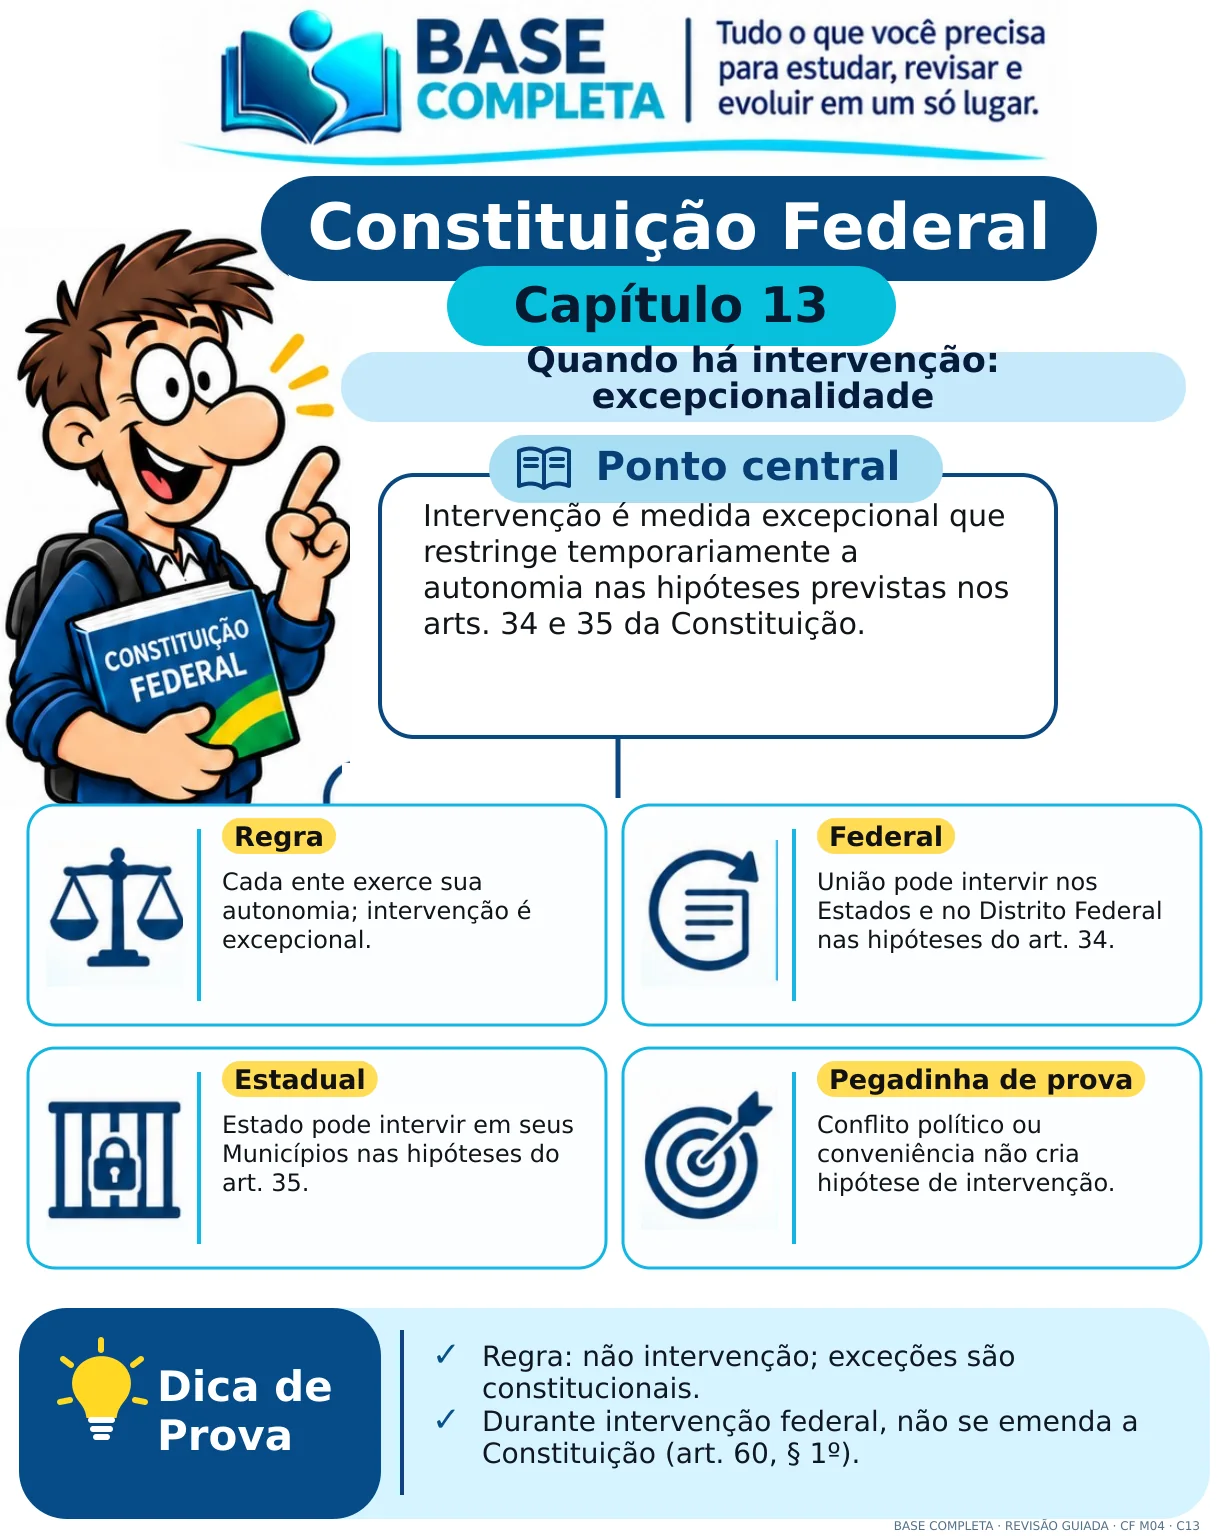 BASE
COMPLETA
Tudo o que você precisa
para estudar, revisar e
evoluir em um só lugar.
Constituição Federal
Capítulo 13
Quando há intervenção:
excepcionalidade
Ponto central
Intervenção é medida excepcional que
restringe temporariamente a
autonomia nas hipóteses previstas nos
arts. 34 e 35 da Constituição.
CONSTITUIÇÃO
FEDERAL
Regra
Cada ente exerce sua
autonomia; intervenção é
excepcional.
Federal
União pode intervir nos
Estados e no Distrito Federal
nas hipóteses do art. 34.
Estadual
Estado pode intervir em seus
Municípios nas hipóteses do
art. 35.
Pegadinha de prova
Conflito político ou
conveniência não cria
hipótese de intervenção.
Dica de
Prova
✓ Regra: não intervenção; exceções são
constitucionais.
✓ Durante intervenção federal, não se emenda a
Constituição (art. 60, § 1º).
BASE COMPLETA · REVISÃO GUIADA · CF M04 · C13